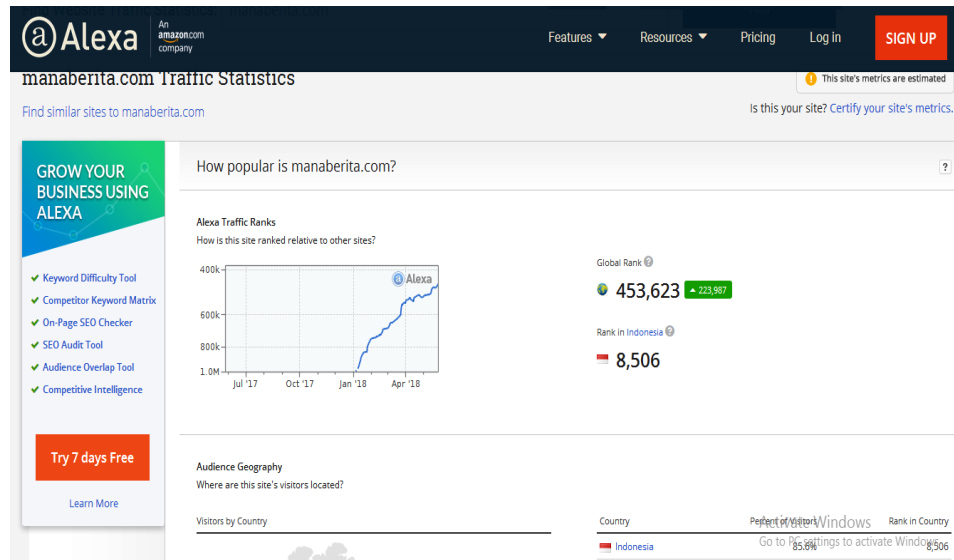 Alexa
An
amazon.com
company
Features
Resources
Pricing
Log in
SIGN UP
manaberita.com Traffic Statistics
This site's metrics are estimated
Find similar sites to manaberita.com
Is this your site? Certify your site's metrics.
GROW YOUR
BUSINESS USING
ALEXA
Keyword Difficulty Tool
Competitor Keyword Matrix
On-Page SEO Checker
SEO Audit Tool
Audience Overlap Tool
Competitive Intelligence
Try 7 days Free
Learn More
How popular is manaberita.com?
?
Alexa Traffic Ranks
How is this site ranked relative to other sites?
400k
600k
800k
1.0M
Alexa
Jul '17
Oct '17
Jan '18
Apr '18
Global Rank
453,623
223,987
Rank in Indonesia
8,506
Audience Geography
Where are this site's visitors located?
Visitors by Country
Country
Percent of Visitors
Rank in Country
Indonesia
85.6%
8,506
Activate Windows
Go to PC settings to activate Windows.